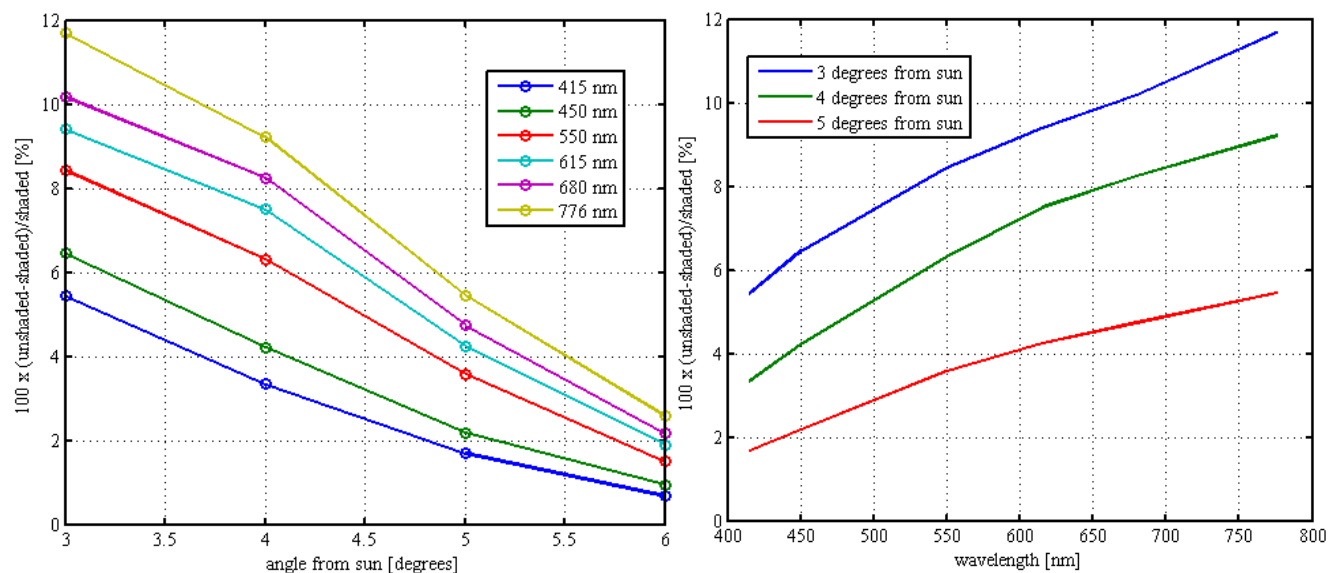 100 x (unshaded-shaded)/shaded [%]
12
10
8
6
4
2
0
3
3.5
4
4.5
5
5.5
6
angle from sun [degrees]
415 nm
450 nm
550 nm
615 nm
680 nm
776 nm
100 x (unshaded-shaded)/shaded [%]
12
10
8
6
4
2
0
400
450
500
550
600
650
700
750
800
wavelength [nm]
3 degrees from sun
4 degrees from sun
5 degrees from sun